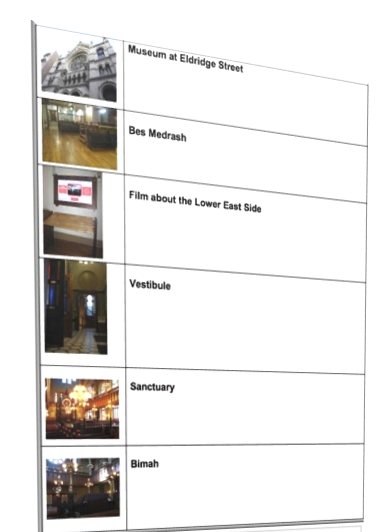 Museum at Eldridge Street
Bes Medrash
Film about the Lower East Side
Vestibule
Sanctuary
Bimah